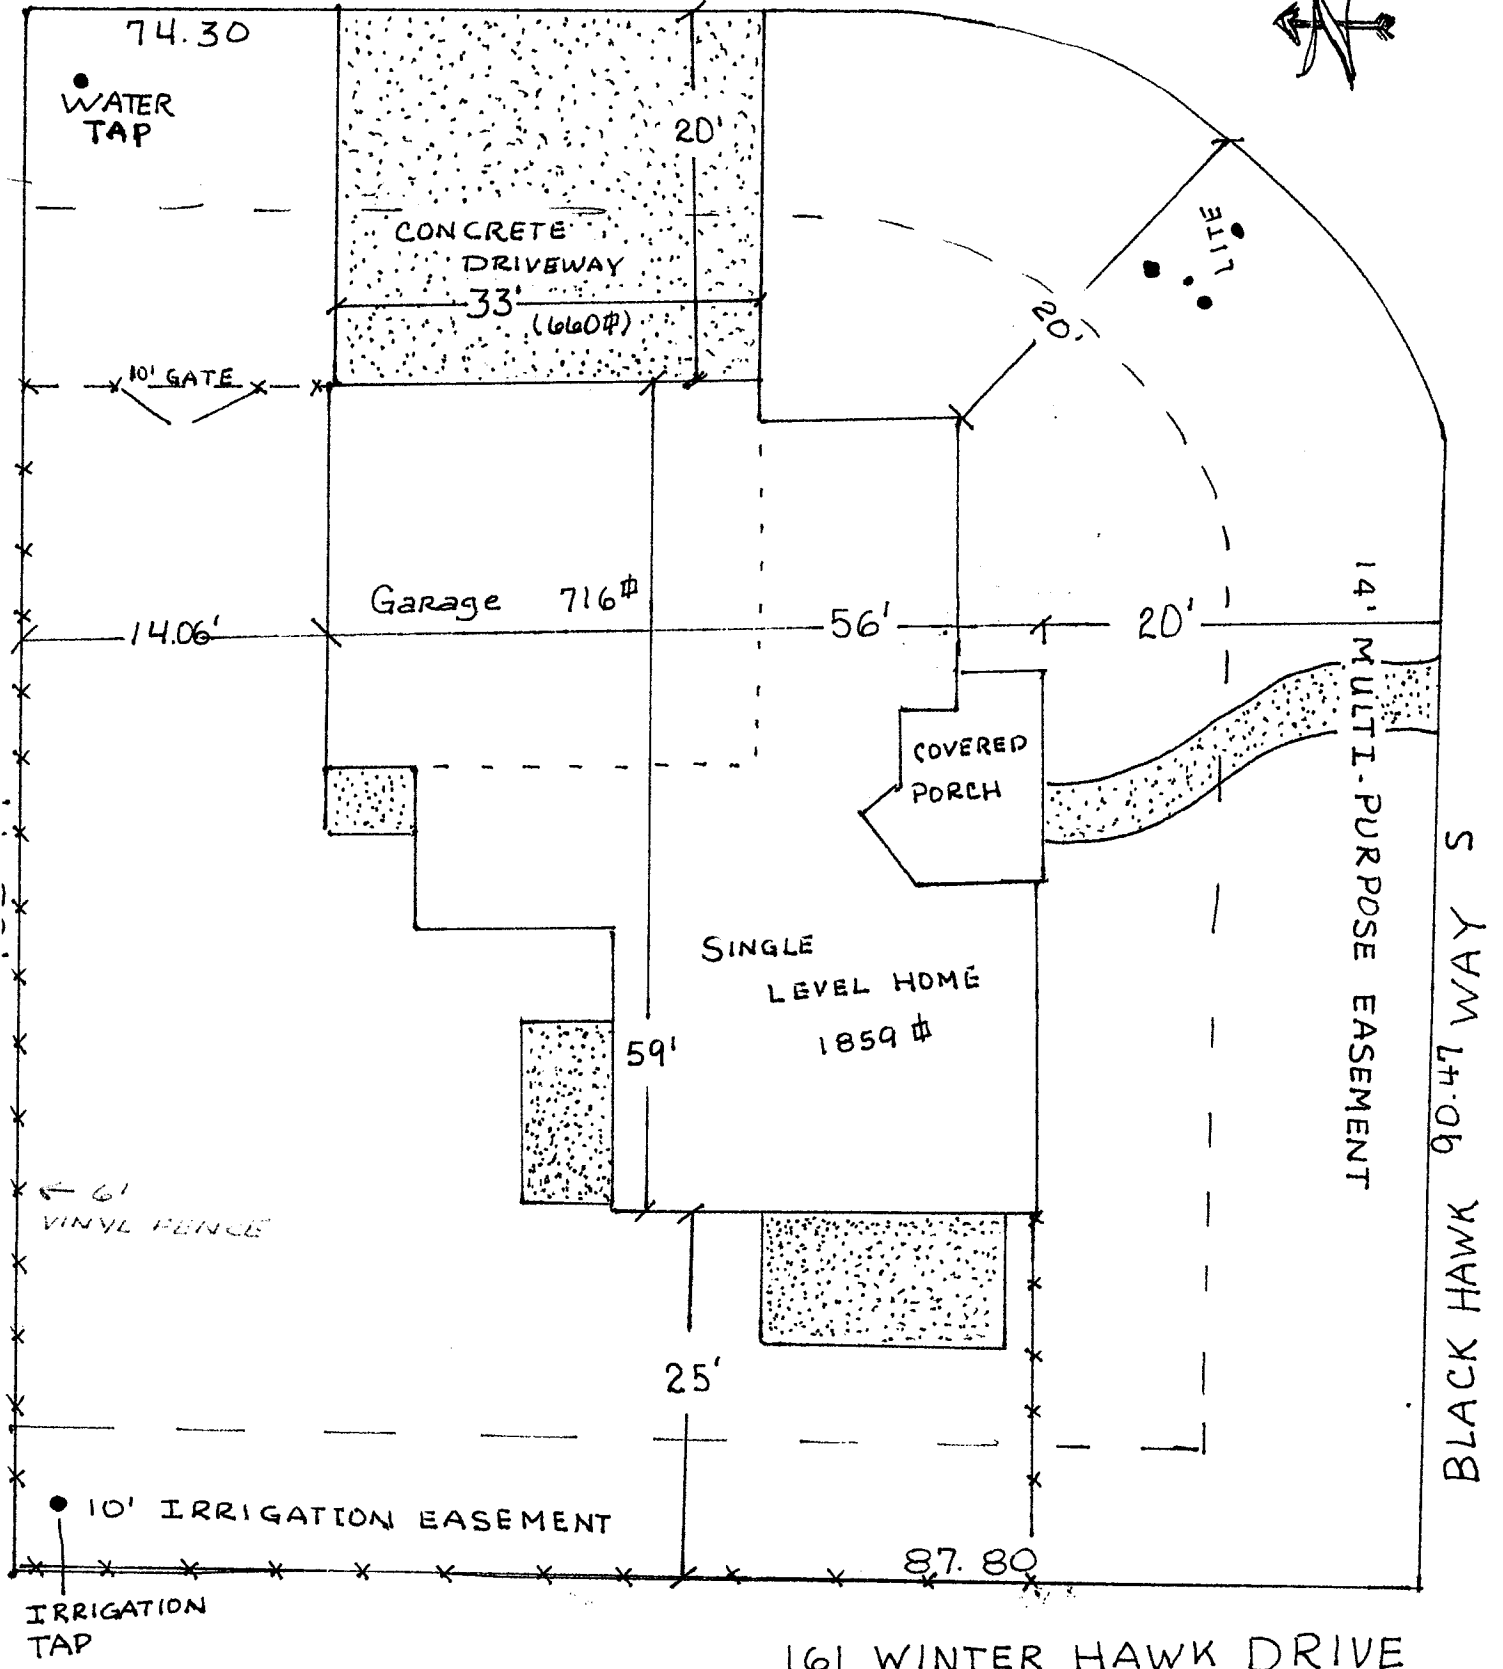 74.30
N
WATER
TAP
20'
CONCRETE
DRIVEWAY
33'
(660⌗)
LITE
20'
10' GATE
Garage 716⌗
14.06'
56'
20'
14' MULTI-PURPOSE EASEMENT
COVERED
PORCH
SINGLE
LEVEL HOME
1859⌗
59'
← 6'
VINYL FENCE
BLACK HAWK 90.47 WAY S
25'
10' IRRIGATION EASEMENT
87.80
IRRIGATION
TAP
161 WINTER HAWK DRIVE